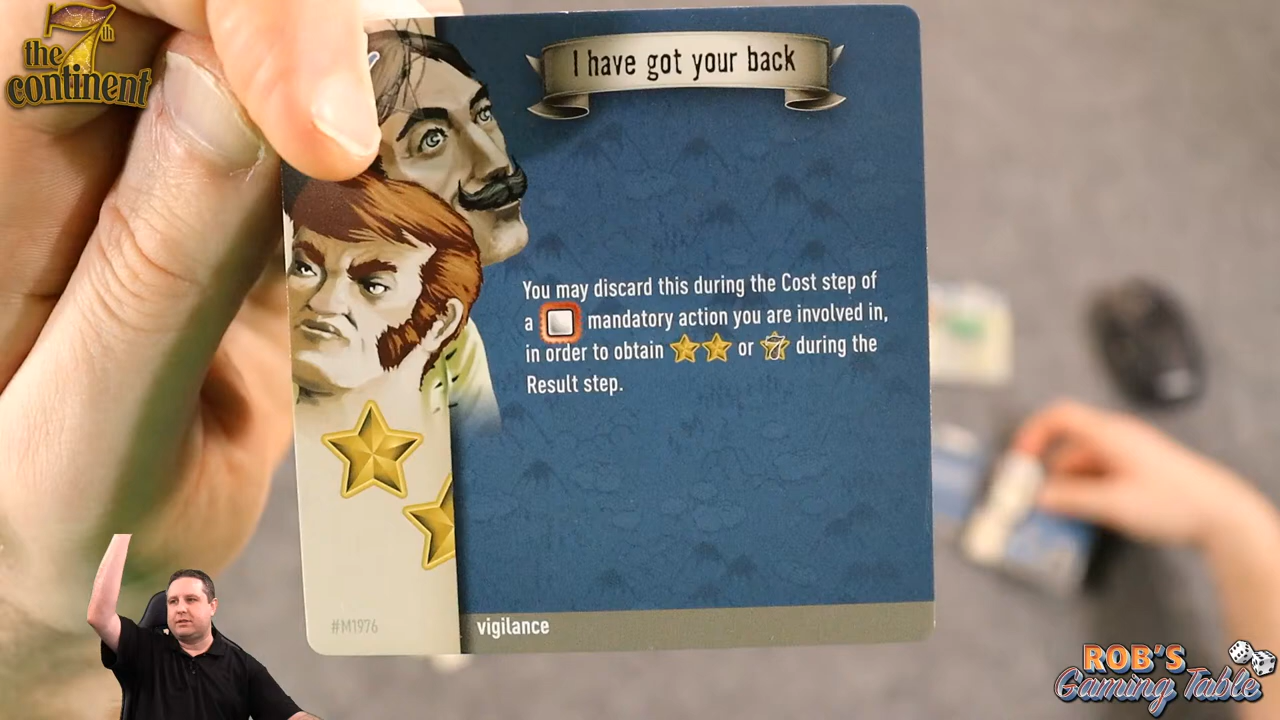 the 7th
continent
I have got your back
You may discard this during the Cost step of
a mandatory action you are involved in,
in order to obtain or 7 during the
Result step.
#M1976
vigilance
ROB'S
Gaming Table